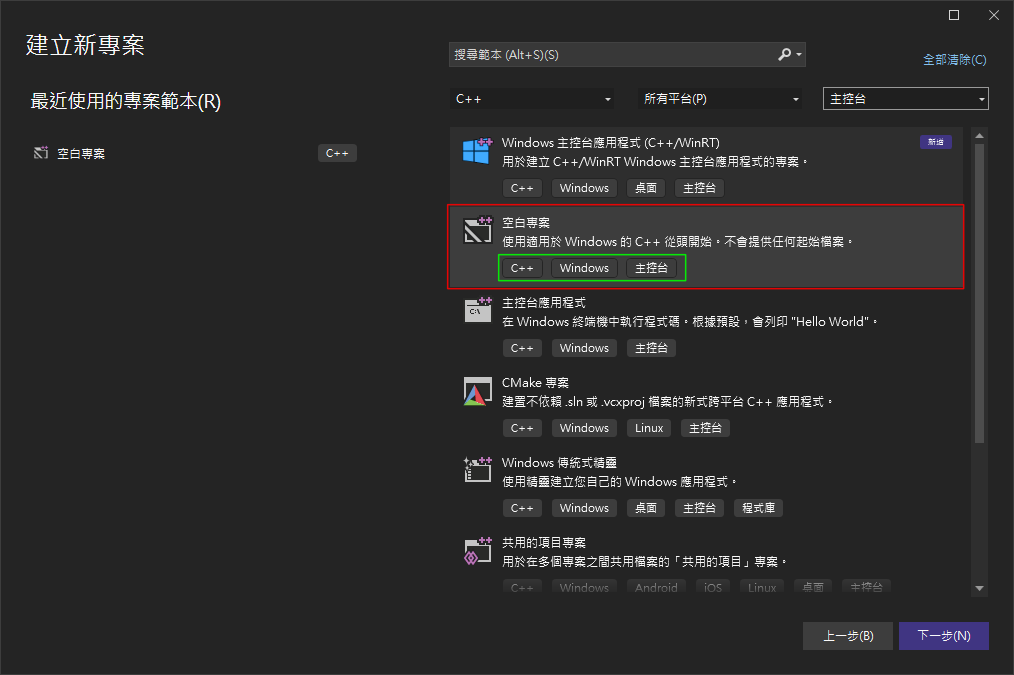 建立新專案
搜尋範本 (Alt+S)(S)
全部清除(C)
最近使用的專案範本(R)
C++
所有平台(P)
主控台
空白專案
C++
Windows 主控台應用程式 (C++/WinRT)
新增
用於建立 C++/WinRT Windows 主控台應用程式的專案。
C++ Windows 桌面 主控台
空白專案
使用適用於 Windows 的 C++ 從頭開始。不會提供任何起始檔案。
C++ Windows 主控台
主控台應用程式
在 Windows 終端機中執行程式碼。根據預設，會列印 "Hello World"。
C++ Windows 主控台
CMake 專案
建置不依賴 .sln 或 .vcxproj 檔案的新式跨平台 C++ 應用程式。
C++ Windows Linux 主控台
Windows 傳統式精靈
使用精靈建立您自己的 Windows 應用程式。
C++ Windows 桌面 主控台 程式庫
共用的項目專案
用於在多個專案之間共用檔案的「共用的項目」專案。
C++ Windows Android iOS Linux 桌面 主控台
上一步(B)
下一步(N)